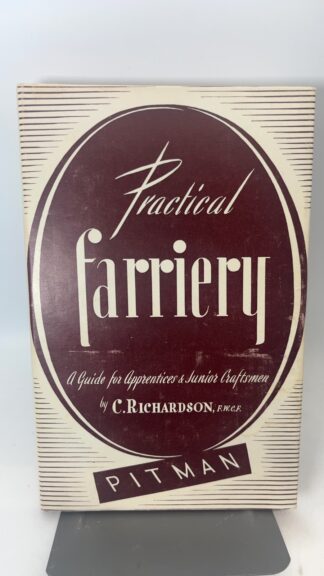 Practical
farriery
A Guide for Apprentices & Junior Craftsmen
by C. RICHARDSON, F.W.C.F.
PITMAN